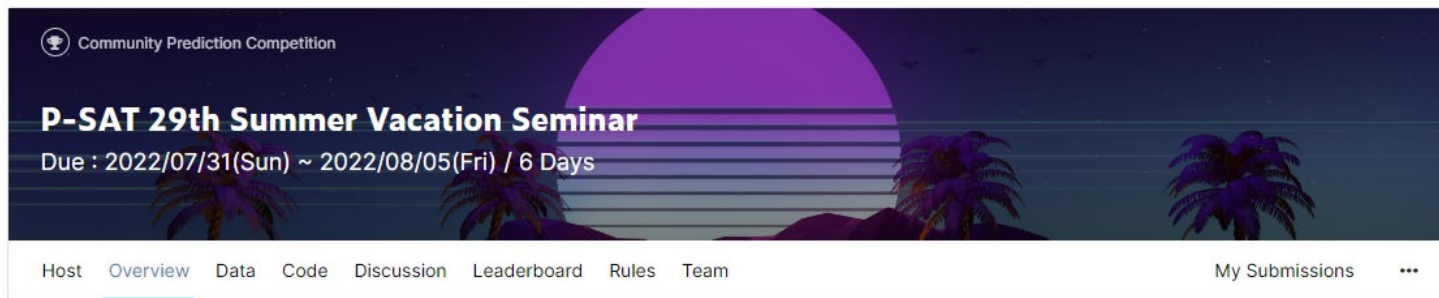 Community Prediction Competition
P-SAT 29th Summer Vacation Seminar
Due : 2022/07/31(Sun) ~ 2022/08/05(Fri) / 6 Days
Host Overview Data Code Discussion Leaderboard Rules Team My Submissions •••